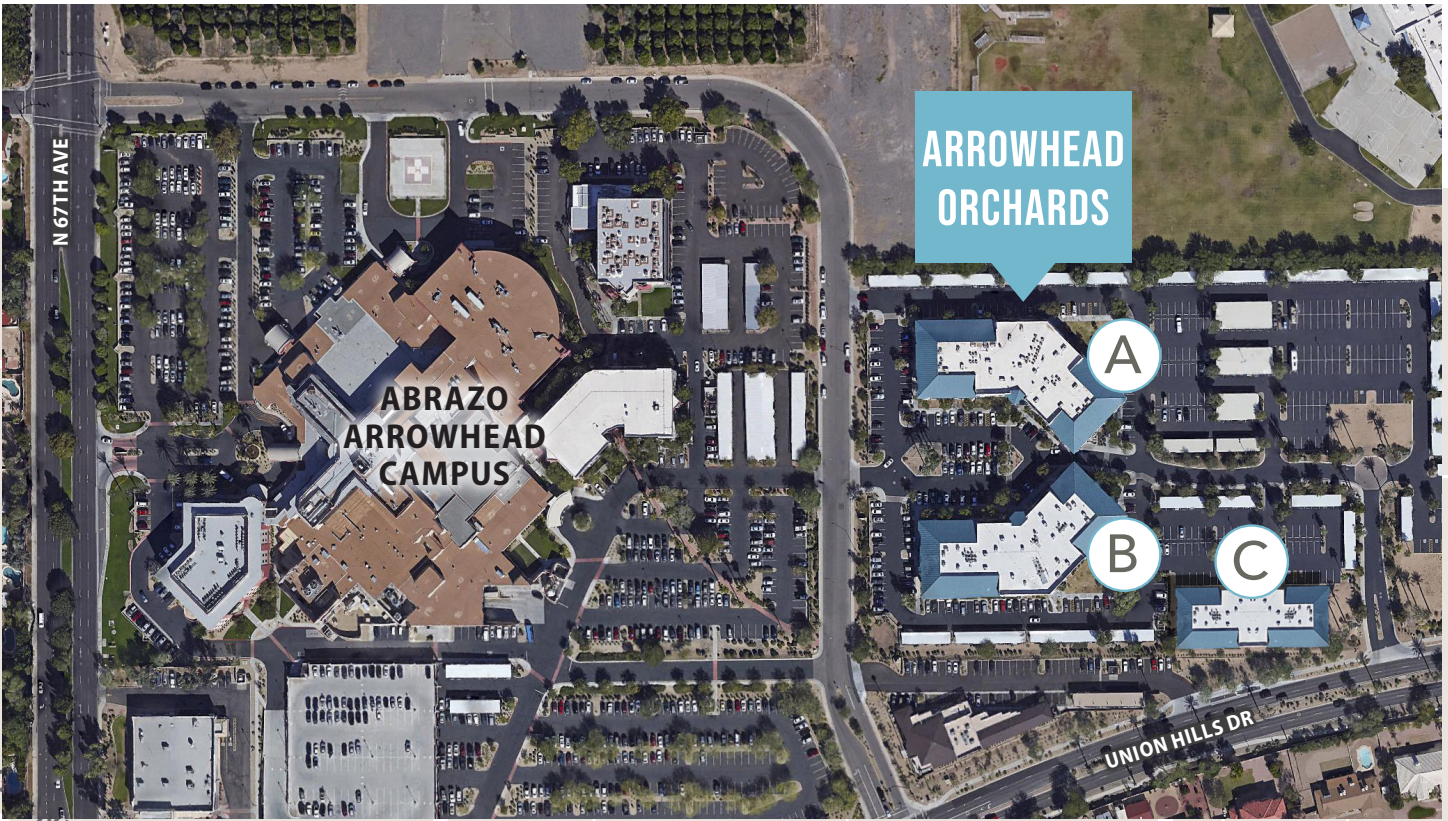 N 67TH AVE
ARROWHEAD
ORCHARDS
A
ABRAZO
ARROWHEAD
CAMPUS
B
C
UNION HILLS DR